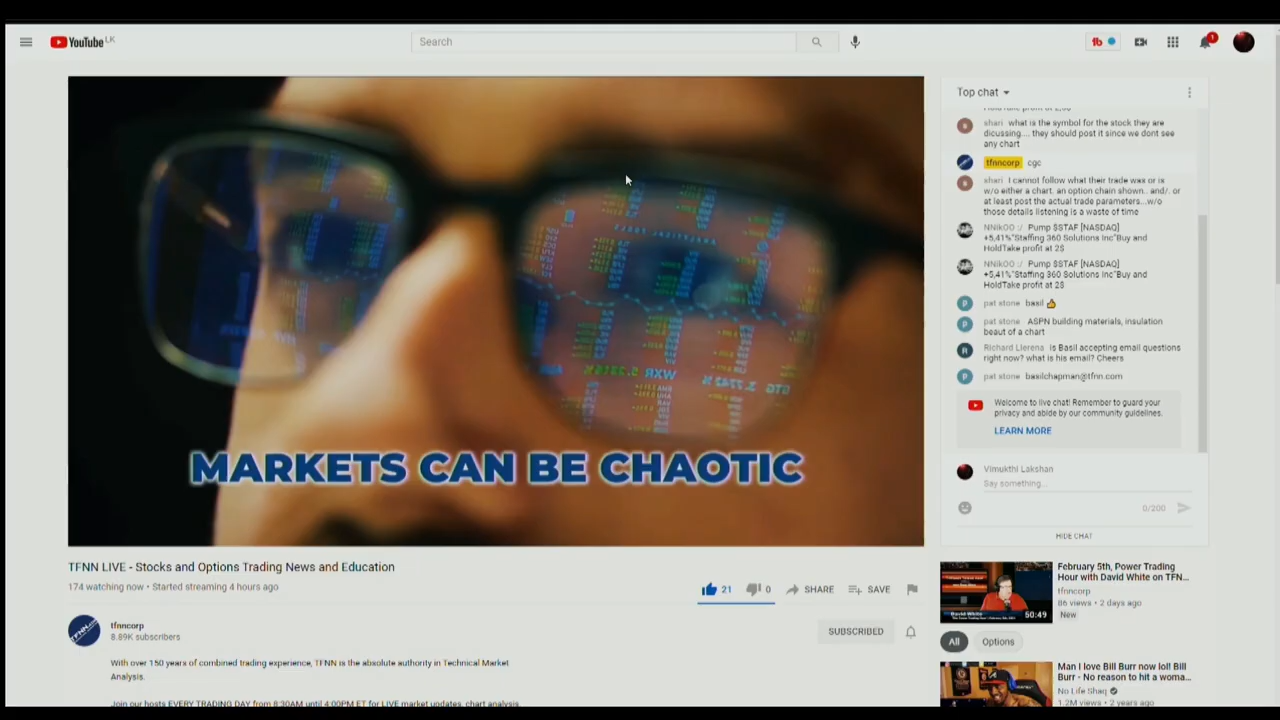 YouTube LK
Search
1
MARKETS CAN BE CHAOTIC
WXR 5.2314%
3.7742%
GTG
TFNN LIVE - Stocks and Options Trading News and Education
174 watching now • Started streaming 4 hours ago
21
0
SHARE
SAVE
tfnncorp
8.89K subscribers
SUBSCRIBED
With over 150 years of combined trading experience, TFNN is the absolute authority in Technical Market
Analysis.
Join our hosts EVERY TRADING DAY from 8:30AM until 4:00PM ET for LIVE market updates, chart analysis,
Top chat
shari what is the symbol for the stock they are
dicussing.... they should post it since we dont see
any chart
tfnncorp cgc
shari I cannot follow what their trade was or is
w/o either a chart. an option chain shown.. and/. or
at least post the actual trade parameters...w/o
those details listening is a waste of time
NNikOO :/ Pump $STAF [NASDAQ]
+5,41%"Staffing 360 Solutions Inc"Buy and
HoldTake profit at 2$
NNikOO :/ Pump $STAF [NASDAQ]
+5,41%"Staffing 360 Solutions Inc"Buy and
HoldTake profit at 2$
pat stone basil 👍
pat stone ASPN building materials, insulation
beaut of a chart
Richard Llerena Is Basil accepting email questions
right now? what is his email? Cheers
pat stone basilchapman@tfnn.com
Welcome to live chat! Remember to guard your
privacy and abide by our community guidelines.
LEARN MORE
Vimukthi Lakshan
Say something...
0/200
HIDE CHAT
50:49
February 5th, Power Trading
Hour with David White on TFN...
tfnncorp
86 views • 2 days ago
New
All
Options
Man I love Bill Burr now lol! Bill
Burr - No reason to hit a woma...
No Life Shaq
1.2M views • 2 years ago